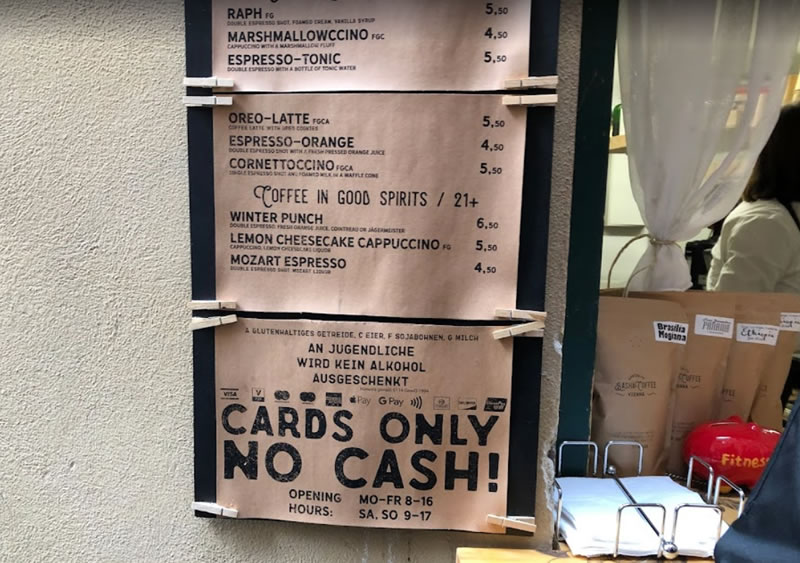 RAPH FG 5,50
DOUBLE ESPRESSO SHOT, FOAMED CREAM, VANILLA SYRUP
MARSHMALLOWCCINO FGC 4,50
CAPPUCCINO WITH A MARSHMALLOW FLUFF
ESPRESSO-TONIC 5,50
DOUBLE ESPRESSO WITH A BOTTLE OF TONIC WATER
OREO-LATTE FGCA 5,50
COFFEE LATTE WITH OREO COOKIES
ESPRESSO-ORANGE 4,50
DOUBLE ESPRESSO SHOT WITH A FRESH PRESSED ORANGE JUICE
CORNETTOCCINO FGCA 5,50
SINGLE ESPRESSO SHOT AND FOAMED MILK IN A WAFFLE CONE
COFFEE IN GOOD SPIRITS / 21+
WINTER PUNCH 6,50
DOUBLE ESPRESSO, FRESH ORANGE JUICE, COINTREAU OR JÄGERMEISTER
LEMON CHEESECAKE CAPPUCCINO FG 5,50
CAPPUCCINO, LEMON CHEESECAKE LIQUOR
MOZART ESPRESSO 4,50
DOUBLE ESPRESSO SHOT, MOZART LIQUOR
A GLUTENHALTIGES GETREIDE, C EIER, F SOJABOHNEN, G MILCH
AN JUGENDLICHE
WIRD KEIN ALKOHOL
AUSGESCHENKT
VISA Pay G Pay
CARDS ONLY
NO CASH!
OPENING MO-FR 8-16
HOURS: SA, SO 9-17
Brasilia
Mogiana
PANAMA
Ethiopia
COFFEE
Fitness